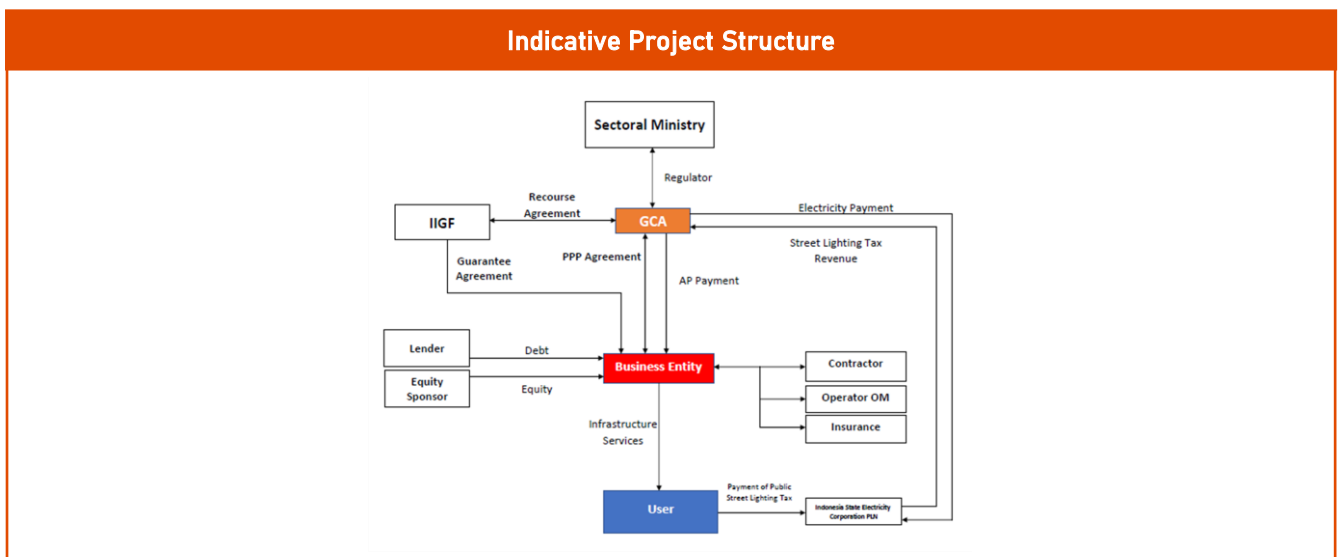 Indicative Project Structure
Sectoral Ministry
Regulator
Recourse
Agreement
Electricity Payment
IIGF
GCA
Street Lighting Tax
Revenue
Guarantee
Agreement
PPP Agreement
AP Payment
Lender
Debt
Business Entity
Contractor
Equity
Sponsor
Equity
Operator OM
Insurance
Infrastructure
Services
Payment of Public
Street Lighting Tax
User
Indonesia State Electricity
Corporation PLN